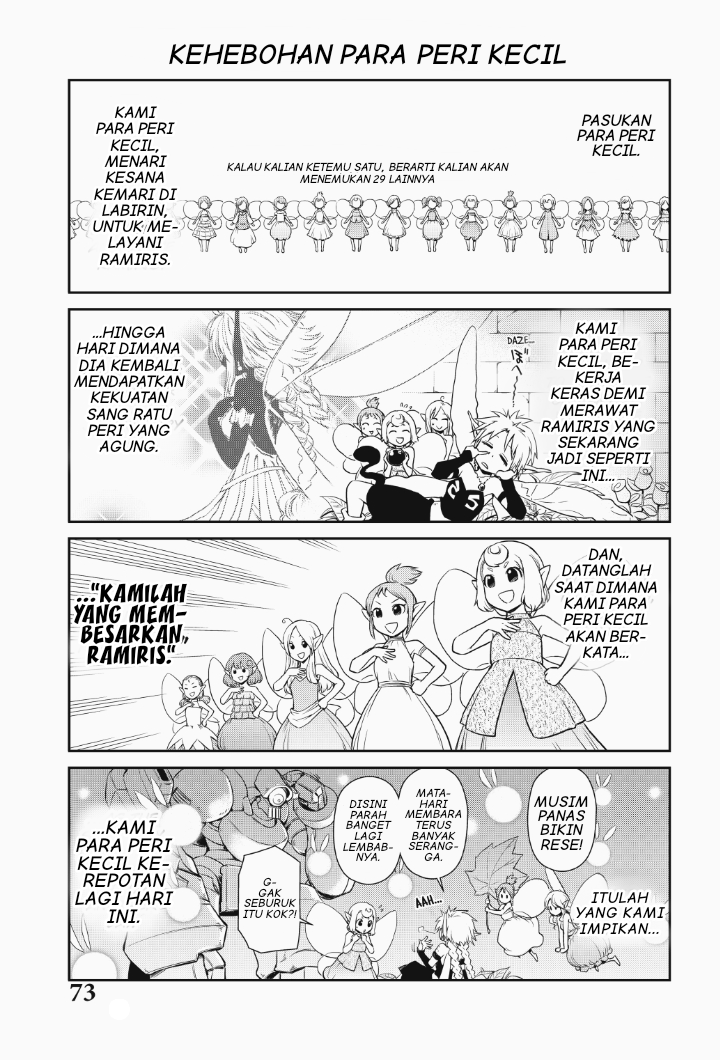 KEHEBOHAN PARA PERI KECIL
PASUKAN
PARA PERI
KECIL.
KALAU KALIAN KETEMU SATU, BERARTI KALIAN AKAN
MENEMUKAN 29 LAINNYA
KAMI
PARA PERI
KECIL,
MENARI
KESANA
KEMARI DI
LABIRIN,
UNTUK ME-
LAYANI
RAMIRIS.
KAMI
PARA PERI
KECIL, BE-
KERJA
KERAS DEMI
MERAWAT
RAMIRIS YANG
SEKARANG
JADI SEPERTI
INI...
DAZE...
ぼへ〜
...HINGGA
HARI DIMANA
DIA KEMBALI
MENDAPATKAN
KEKUATAN
SANG RATU
PERI YANG
AGUNG.
DAN,
DATANGLAH
SAAT DIMANA
KAMI PARA
PERI KECIL
AKAN BER-
KATA...
..."KAMILAH
YANG MEM-
BESARKAN
RAMIRIS".
MUSIM
PANAS
BIKIN
RESE!
MATA-
HARI
MEMBARA
TERUS
BANYAK
SERANG-
GA.
DISINI
PARAH
BANGET
LAGI
LEMBAB-
NYA.
ITULAH
YANG KAMI
IMPIKAN...
AAH...
G-
GAK
SEBURUK
ITU KOK?!
...KAMI
PARA PERI
KECIL KE-
REPOTAN
LAGI HARI
INI.
73